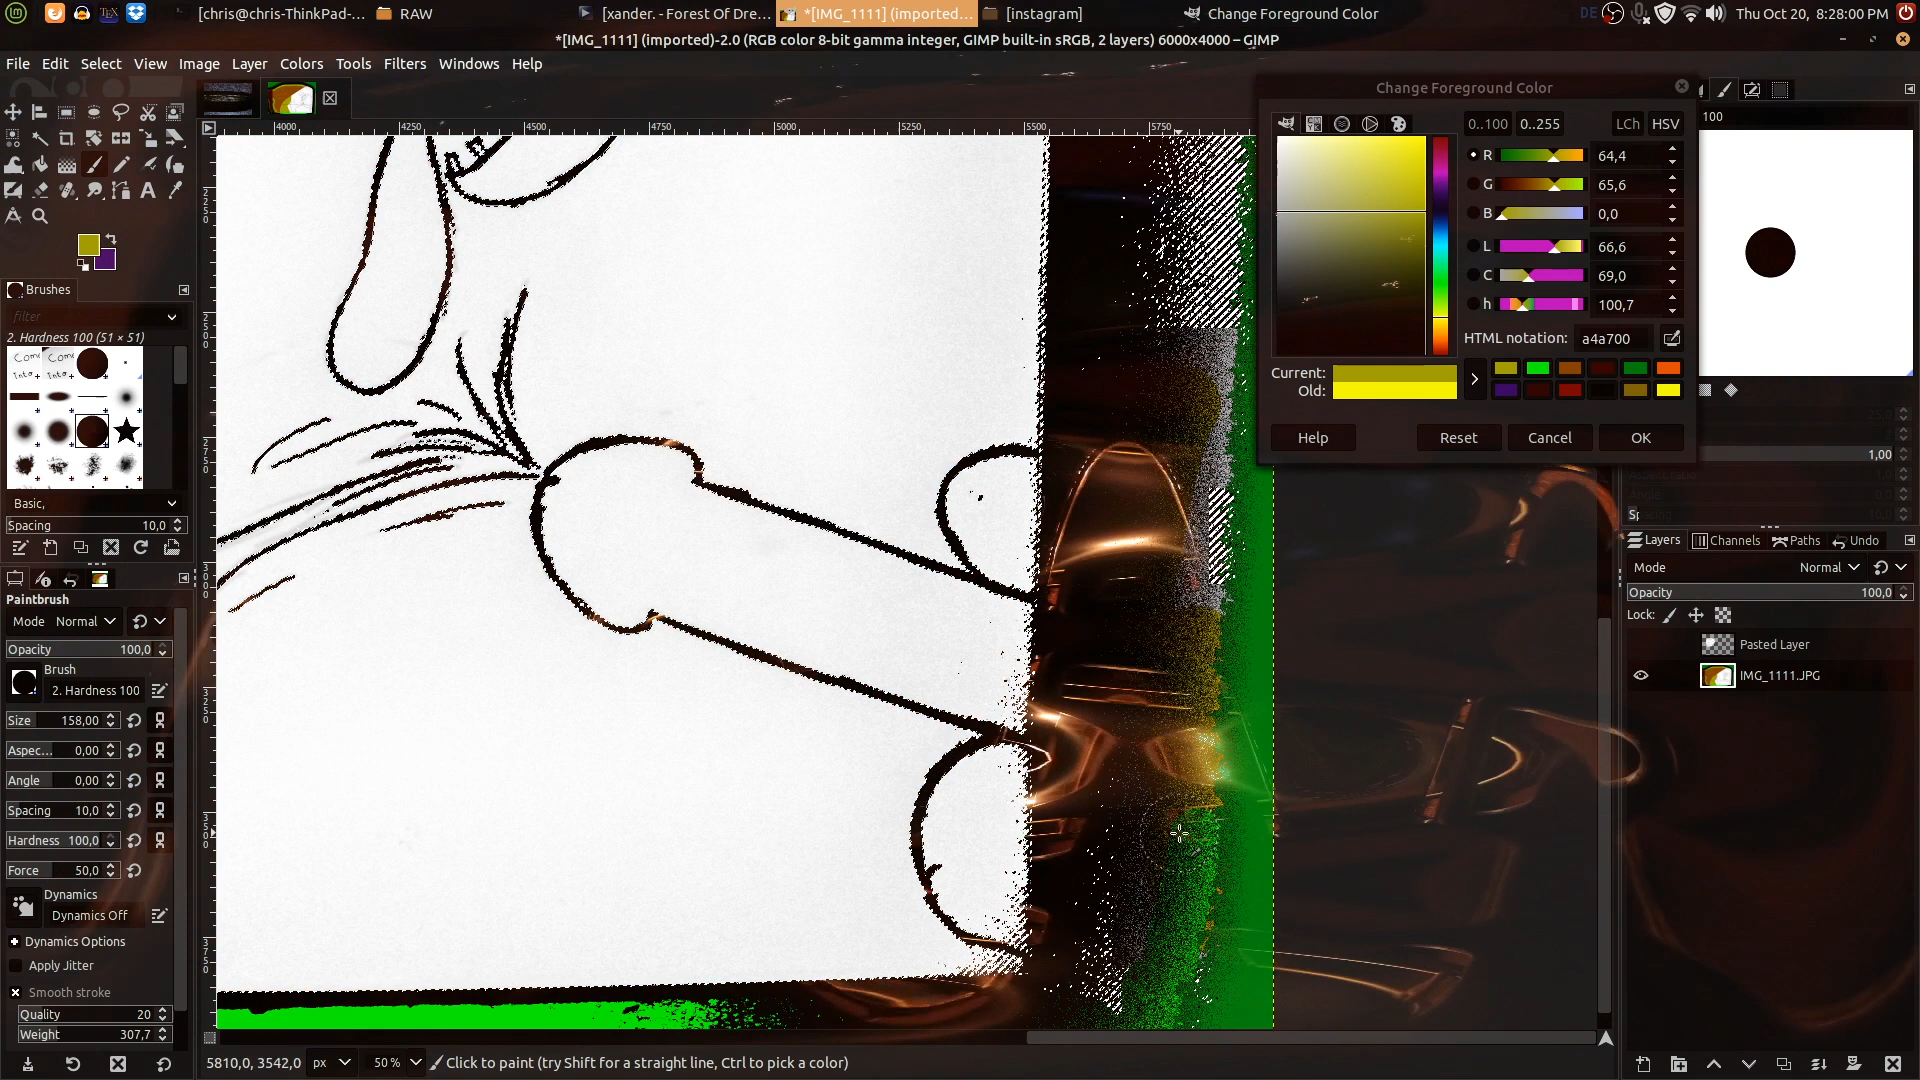 [chris@chris-ThinkPad-... RAW [xander. - Forest Of Dre... *[IMG_1111] (imported... [instagram] Change Foreground Color DE Thu Oct 20, 8:28:00 PM
*[IMG_1111] (imported)-2.0 (RGB color 8-bit gamma integer, GIMP built-in sRGB, 2 layers) 6000x4000 – GIMP
File Edit Select View Image Layer Colors Tools Filters Windows Help
Change Foreground Color
100
4000 4250 4500 4750 5000 5250 5500 5750
0..100 0..255 LCh HSV
R 64,4
G 65,6
B 0,0
L 66,6
C 69,0
h 100,7
HTML notation: a4a700
Current:
Old:
Help Reset Cancel OK
Brushes
filter
2. Hardness 100 (51 × 51)
Basic,
Spacing 10,0
1,00
Layers Channels Paths Undo
Mode Normal
Opacity 100,0
Lock:
Pasted Layer
IMG_1111.JPG
Paintbrush
Mode Normal
Opacity 100,0
Brush
2. Hardness 100
Size 158,00
Aspec... 0,00
Angle 0,00
Spacing 10,0
Hardness 100,0
Force 50,0
Dynamics
Dynamics Off
Dynamics Options
Apply Jitter
Smooth stroke
Quality 20
Weight 307,7
5810,0, 3542,0 px 50 % Click to paint (try Shift for a straight line, Ctrl to pick a color)